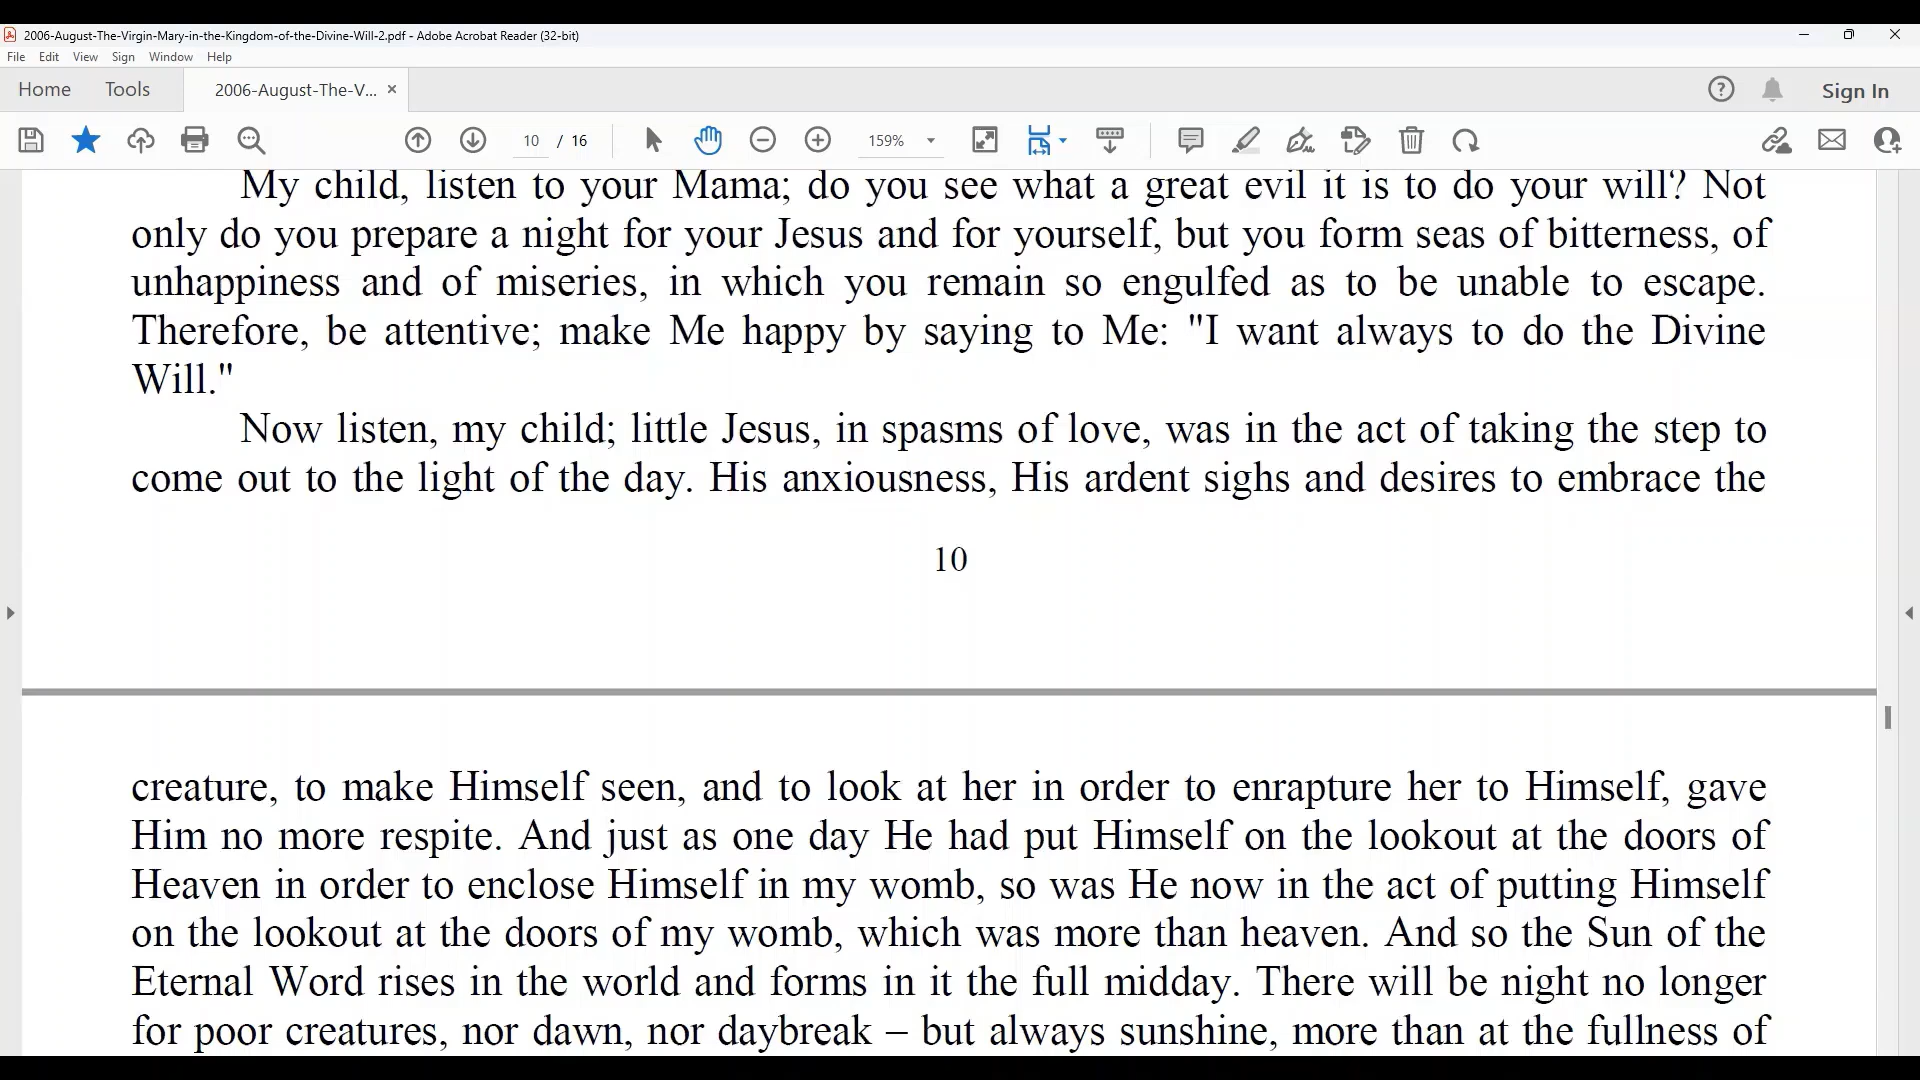 2006-August-The-Virgin-Mary-in-the-Kingdom-of-the-Divine-Will-2.pdf - Adobe Acrobat Reader (32-bit)
File Edit View Sign Window Help
Home Tools 2006-August-The-V... × Sign In
10 / 16 159%
My child, listen to your Mama; do you see what a great evil it is to do your will? Not
only do you prepare a night for your Jesus and for yourself, but you form seas of bitterness, of
unhappiness and of miseries, in which you remain so engulfed as to be unable to escape.
Therefore, be attentive; make Me happy by saying to Me: "I want always to do the Divine
Will."
Now listen, my child; little Jesus, in spasms of love, was in the act of taking the step to
come out to the light of the day. His anxiousness, His ardent sighs and desires to embrace the
10
creature, to make Himself seen, and to look at her in order to enrapture her to Himself, gave
Him no more respite. And just as one day He had put Himself on the lookout at the doors of
Heaven in order to enclose Himself in my womb, so was He now in the act of putting Himself
on the lookout at the doors of my womb, which was more than heaven. And so the Sun of the
Eternal Word rises in the world and forms in it the full midday. There will be night no longer
for poor creatures, nor dawn, nor daybreak – but always sunshine, more than at the fullness of